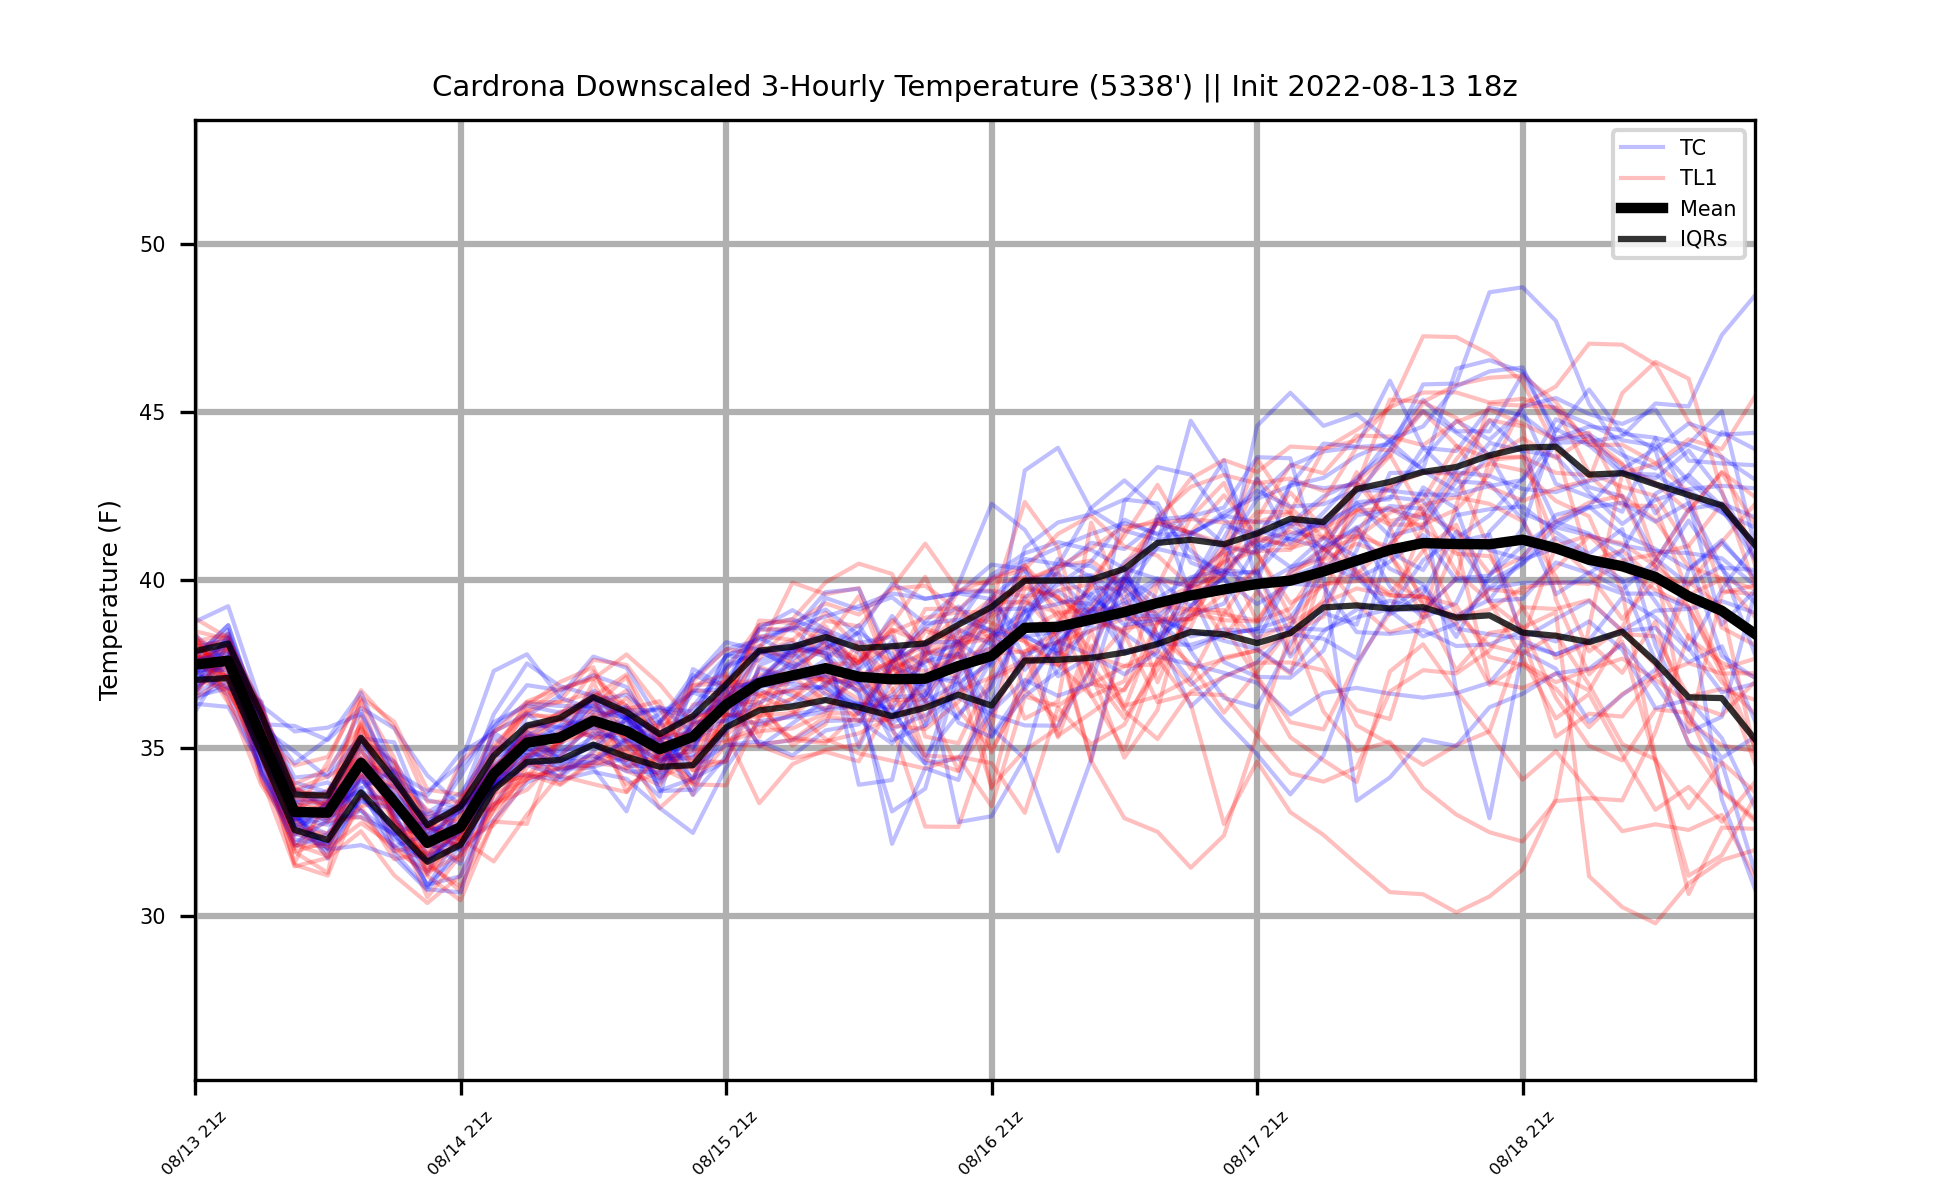 Cardrona Downscaled 3-Hourly Temperature (5338') || Init 2022-08-13 18z
TC
TL1
Mean
IQRs
Temperature (F)
50
45
40
35
30
08/13 21z
08/14 21z
08/15 21z
08/16 21z
08/17 21z
08/18 21z